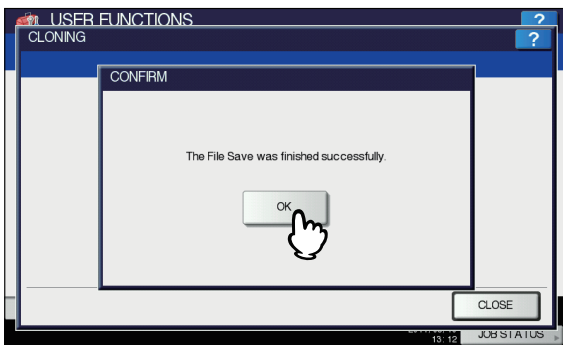 USER FUNCTIONS
?
CLONING
?
CONFIRM
The File Save was finished successfully.
OK
CLOSE
13:12
JOB STATUS